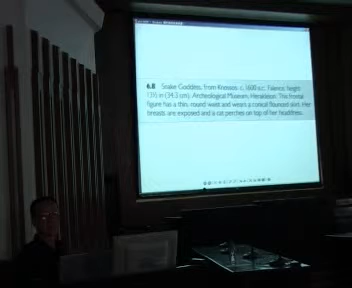 6.8 Snake Goddess, from Knossos. c. 1600 B.C. Faience, height
13½ in (34.3 cm). Archeological Museum, Heraklion. This frontal
figure has a thin, round waist and wears a conical flounced skirt. Her
breasts are exposed and a cat perches on top of her headdress.